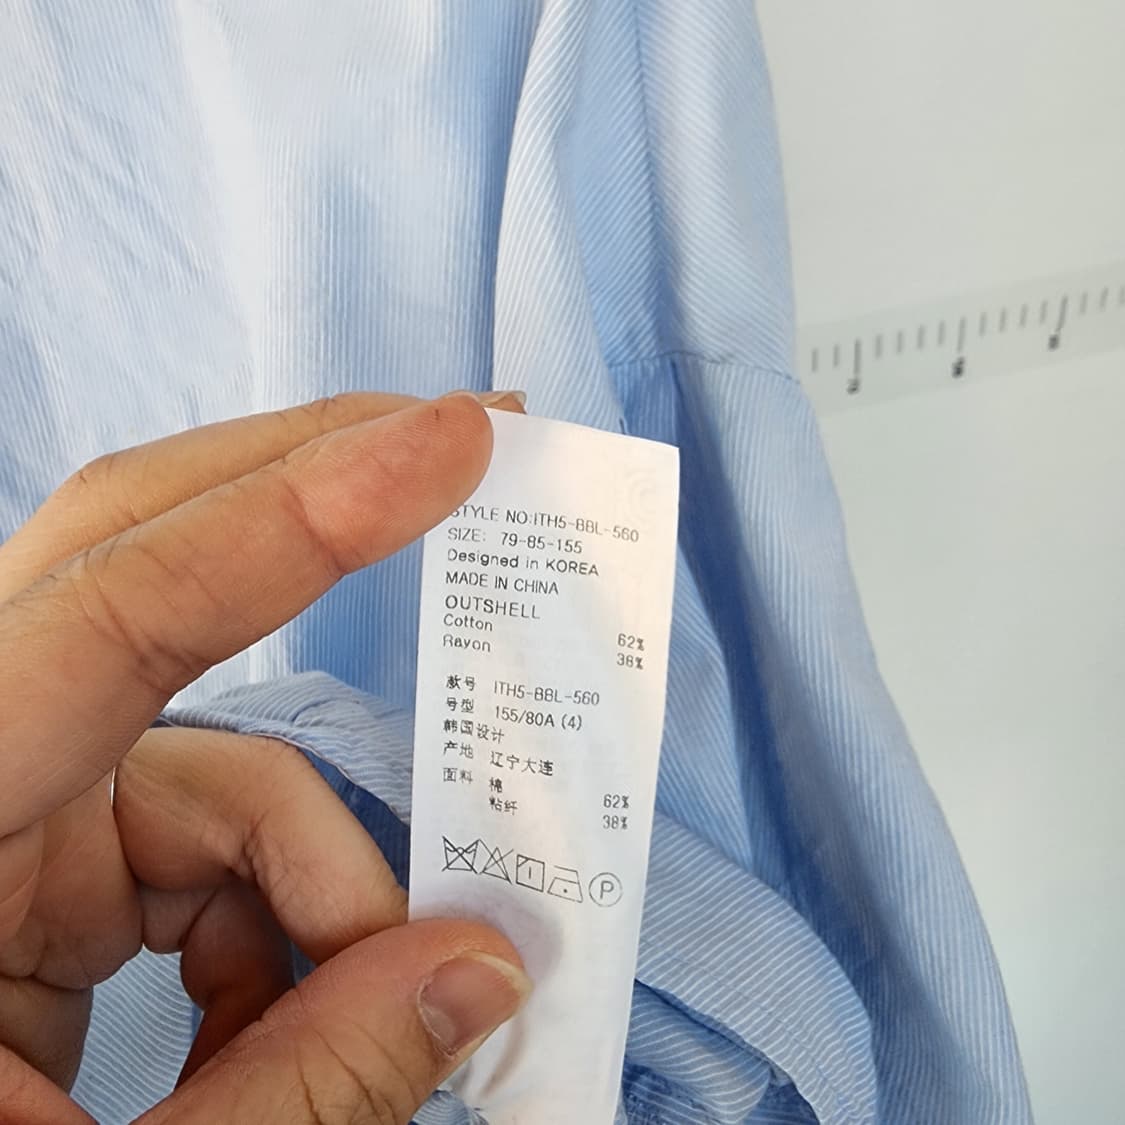 STYLE NO:ITH5-BBL-560
SIZE: 79-85-155
Designed in KOREA
MADE IN CHINA
OUTSHELL
Cotton 62%
Rayon 38%
款号 ITH5-BBL-560
号型 155/80A (4)
韩国设计
产地 辽宁大连
面料 棉 62%
粘纤 38%
P